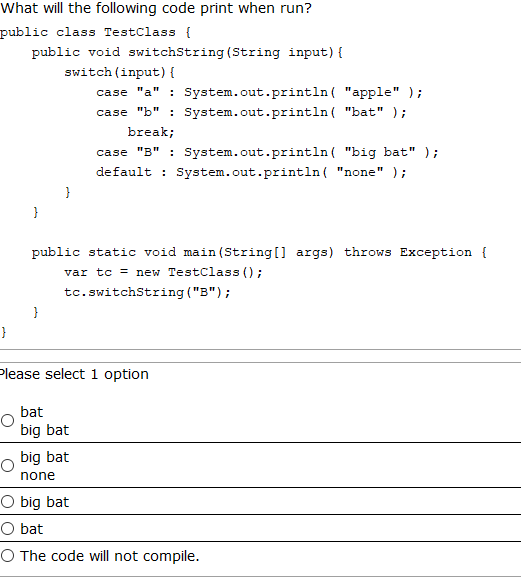 What will the following code print when run?
public class TestClass {
    public void switchString(String input){
        switch(input){
            case "a" : System.out.println( "apple" );
            case "b" : System.out.println( "bat" );
                break;
            case "B" : System.out.println( "big bat" );
            default : System.out.println( "none" );
        }
    }

    public static void main(String[] args) throws Exception {
        var tc = new TestClass();
        tc.switchString("B");
    }
}
Please select 1 option
bat
big bat
big bat
none
big bat
bat
The code will not compile.